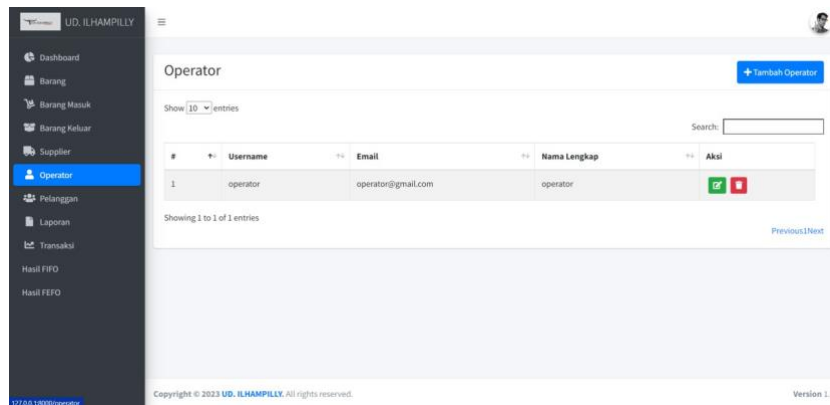 UD. ILHAMPILLY
Dashboard
Barang
Barang Masuk
Barang Keluar
Supplier
Operator
Pelanggan
Laporan
Transaksi
Hasil FIFO
Hasil FEFO
Operator
+ Tambah Operator
Show 10 entries
Search:
# Username Email Nama Lengkap Aksi
1 operator operator@gmail.com operator
Showing 1 to 1 of 1 entries
Previous1Next
Copyright © 2023 UD. ILHAMPILLY. All rights reserved.
Version 1.
127.0.0.1:8000/operator